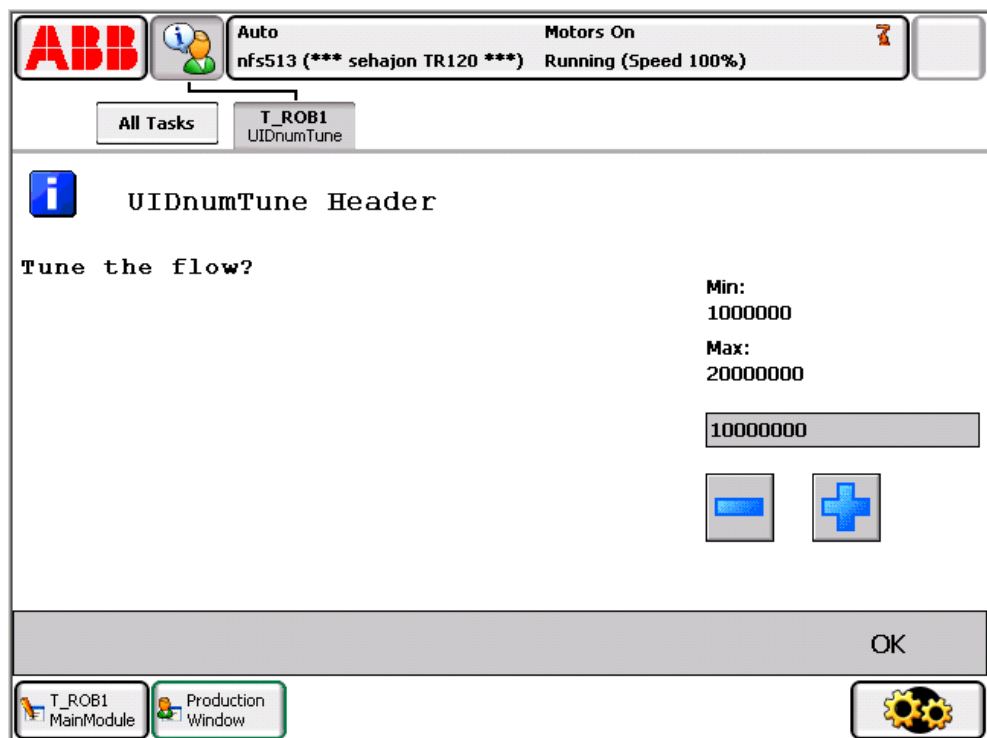 ABB
Auto
Motors On
nfs513 (*** sehajon TR120 ***)
Running (Speed 100%)
All Tasks
T_ROB1
UIDnumTune
i
UIDnumTune Header
Tune the flow?
Min:
1000000
Max:
20000000
10000000
OK
T_ROB1
MainModule
Production
Window